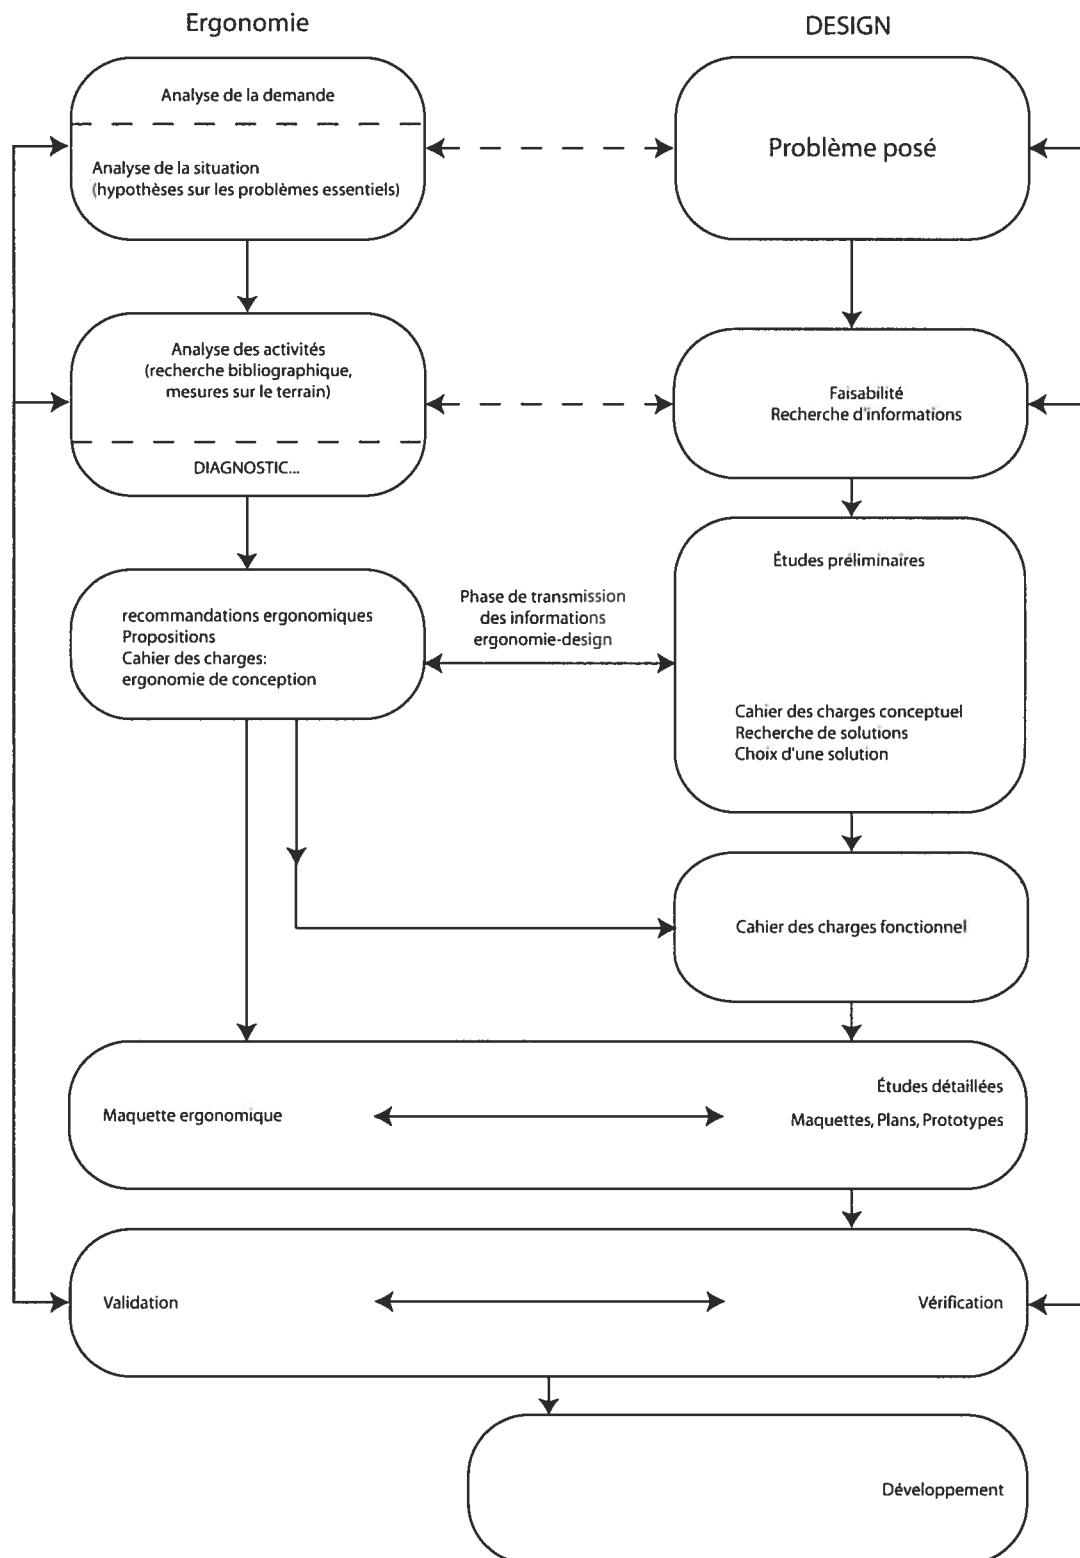 Ergonomie
DESIGN
Analyse de la demande
Analyse de la situation
(hypothèses sur les problèmes essentiels)
Problème posé
Analyse des activités
(recherche bibliographique,
mesures sur le terrain)
DIAGNOSTIC...
Faisabilité
Recherche d'informations
recommandations ergonomiques
Propositions
Cahier des charges:
ergonomie de conception
Phase de transmission
des informations
ergonomie-design
Études préliminaires
Cahier des charges conceptuel
Recherche de solutions
Choix d'une solution
Cahier des charges fonctionnel
Maquette ergonomique
Études détaillées
Maquettes, Plans, Prototypes
Validation
Vérification
Développement